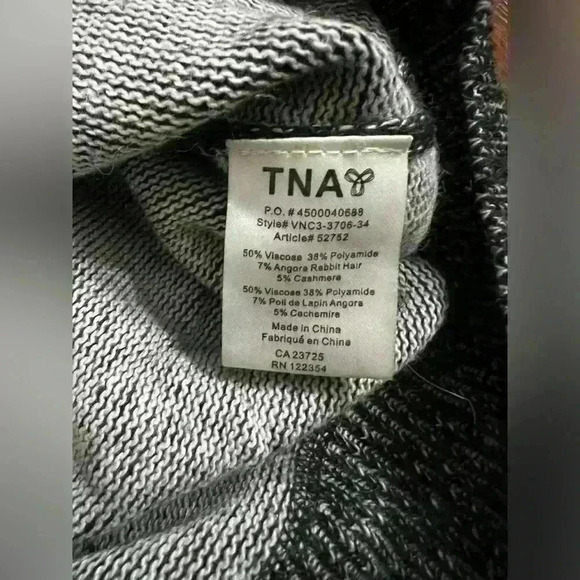 TNA
P.O. # 4500040688
Style# VNC3-3706-34
Article# 52752
50% Viscose 38% Polyamide
7% Angora Rabbit Hair
5% Cashmere
50% Viscose 38% Polyamide
7% Poil de Lapin Angora
5% Cachemire
Made in China
Fabriqué en Chine
CA 23725
RN 122354